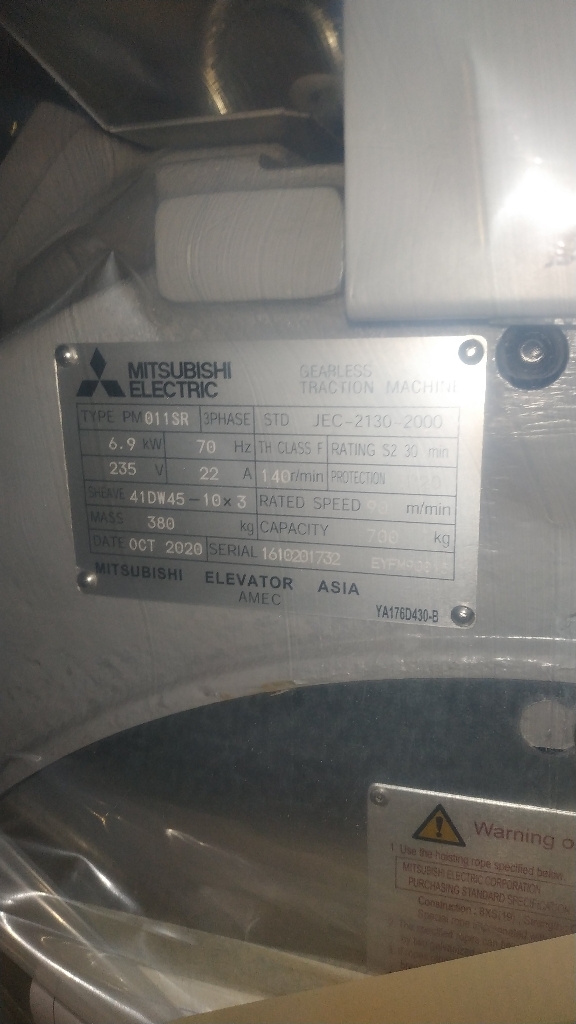 MITSUBISHI
ELECTRIC
GEARLESS
TRACTION MACHINE
TYPE PM011SR 3PHASE STD JEC-2130-2000
6.9 kW 70 Hz TH CLASS F RATING S2 30 min
235 V 22 A 140r/min PROTECTION
SHEAVE 41DW45-10×3 RATED SPEED m/min
MASS 380 kg CAPACITY 700 kg
DATE OCT 2020 SERIAL 1610201732
MITSUBISHI ELEVATOR ASIA
AMEC
YA176D430-B
Warning
1. Use the hoisting rope specified below.
MITSUBISHI ELECTRIC CORPORATION
PURCHASING STANDARD SPECIFICATION
Construction